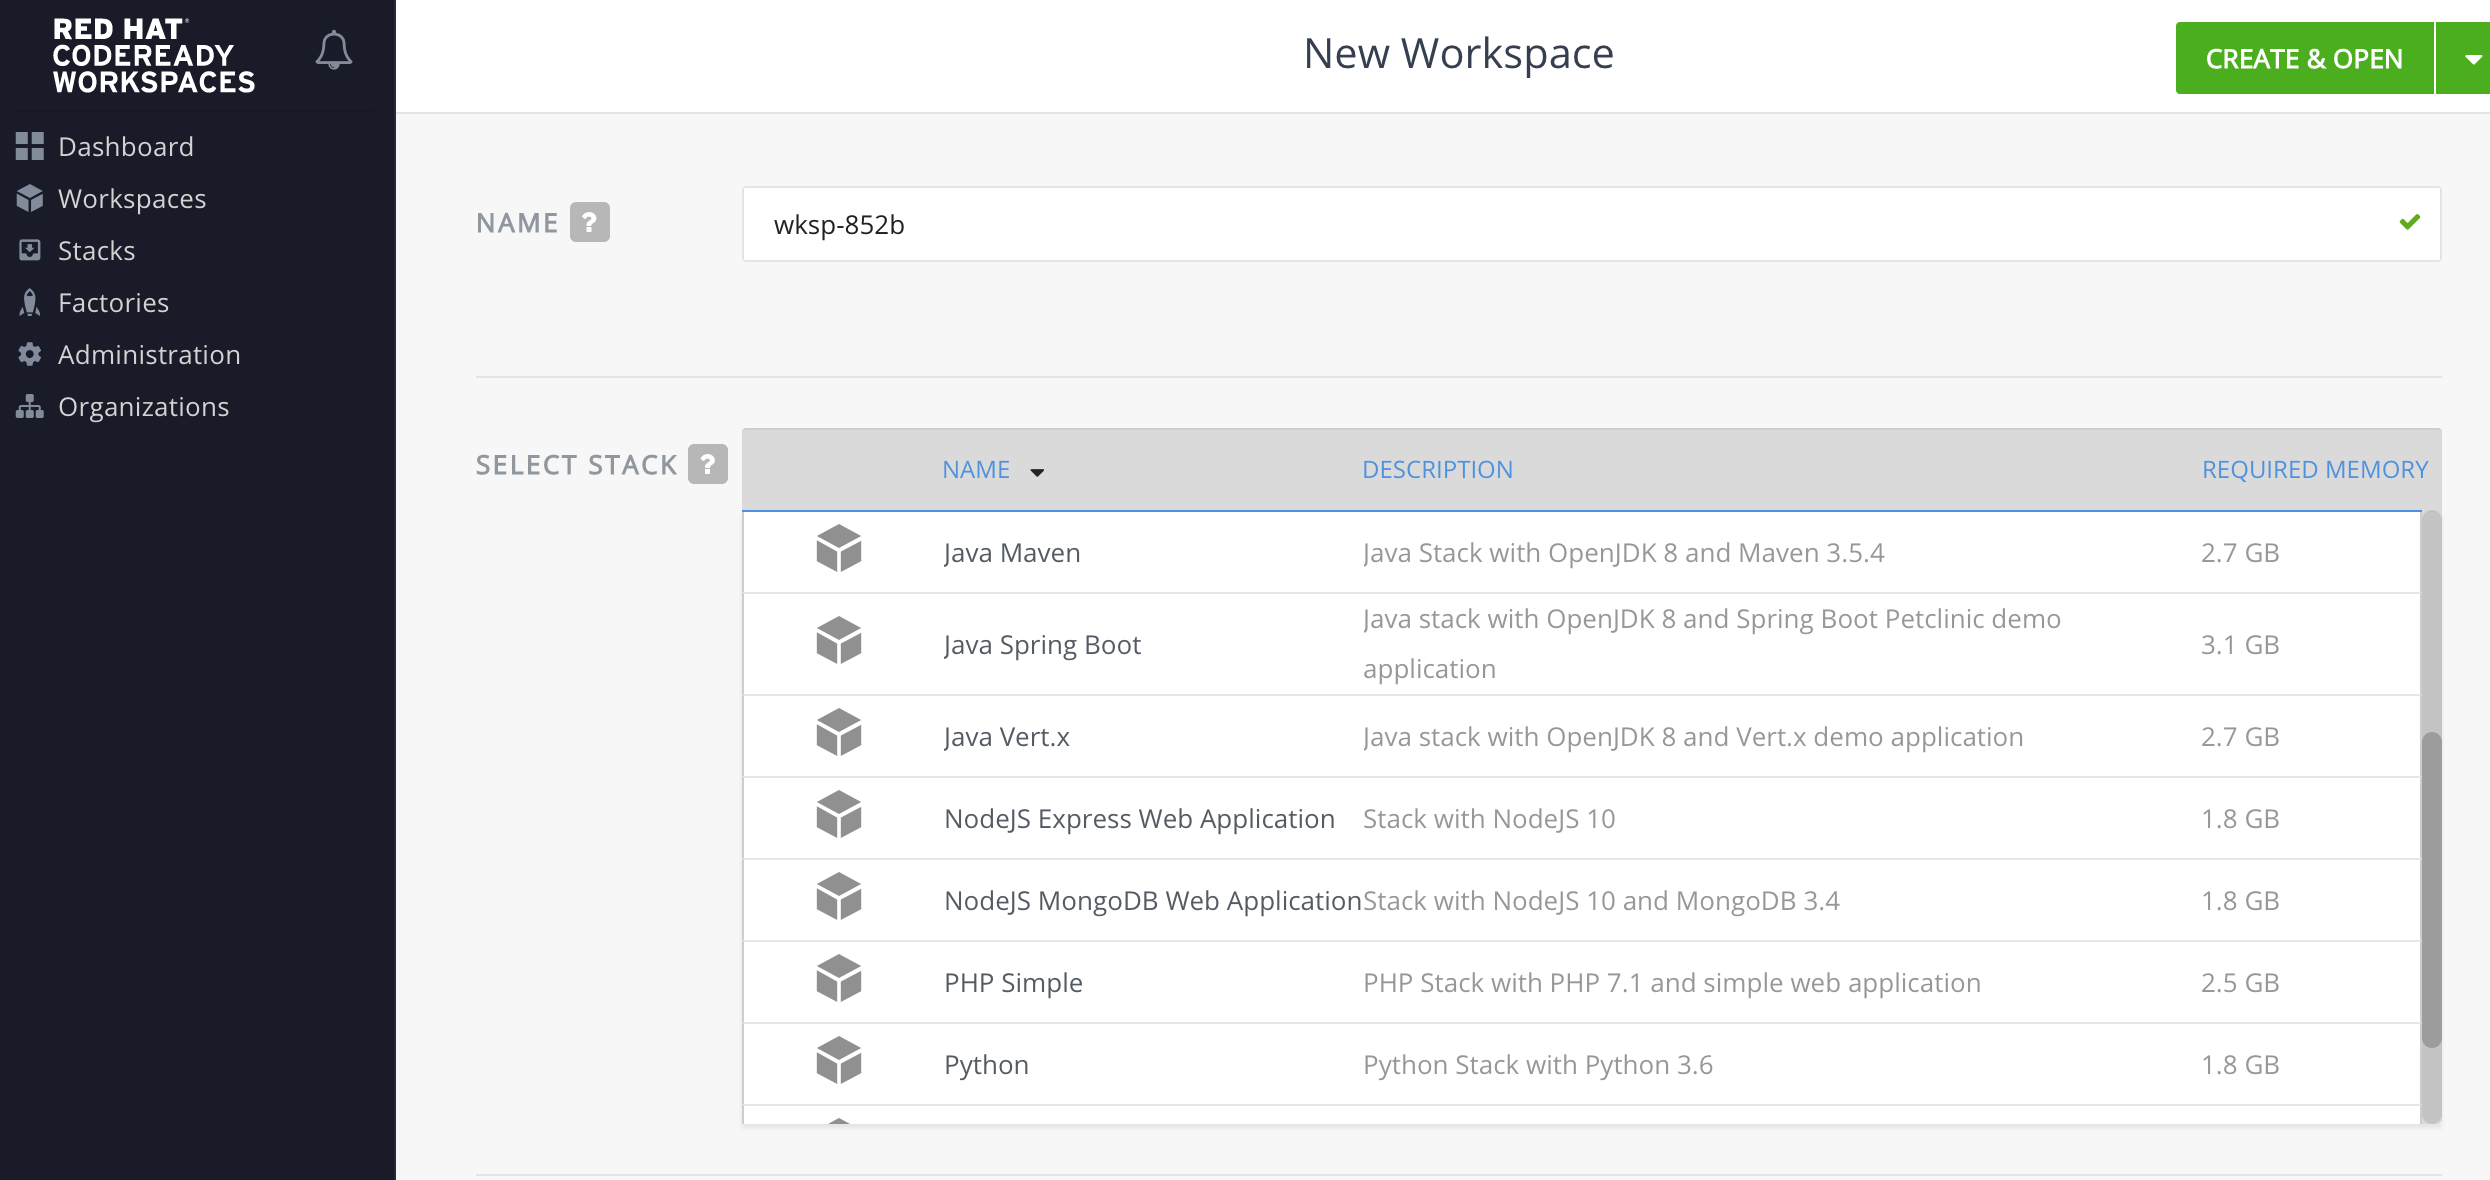 RED HAT
CODEREADY
WORKSPACES
Dashboard
Workspaces
Stacks
Factories
Administration
Organizations
New Workspace
CREATE & OPEN
NAME ?
wksp-852b
SELECT STACK ?
NAME DESCRIPTION REQUIRED MEMORY
Java Maven Java Stack with OpenJDK 8 and Maven 3.5.4 2.7 GB
Java Spring Boot Java stack with OpenJDK 8 and Spring Boot Petclinic demo
application 3.1 GB
Java Vert.x Java stack with OpenJDK 8 and Vert.x demo application 2.7 GB
NodeJS Express Web Application Stack with NodeJS 10 1.8 GB
NodeJS MongoDB Web Application Stack with NodeJS 10 and MongoDB 3.4 1.8 GB
PHP Simple PHP Stack with PHP 7.1 and simple web application 2.5 GB
Python Python Stack with Python 3.6 1.8 GB